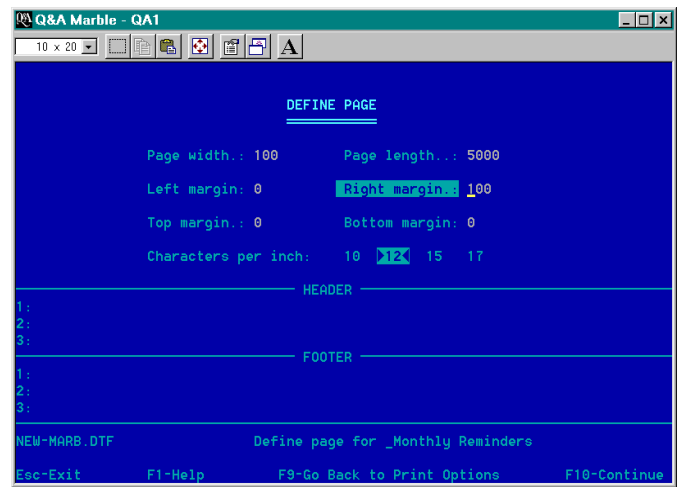 Q&A Marble - QA1
10 x 20
A
DEFINE PAGE
Page width.: 100 Page length..: 5000
Left margin: 0 Right margin.: 100
Top margin.: 0 Bottom margin: 0
Characters per inch: 10 ►12◄ 15 17
HEADER
1:
2:
3:
FOOTER
1:
2:
3:
NEW-MARB.DTF Define page for _Monthly Reminders
Esc-Exit F1-Help F9-Go Back to Print Options F10-Continue